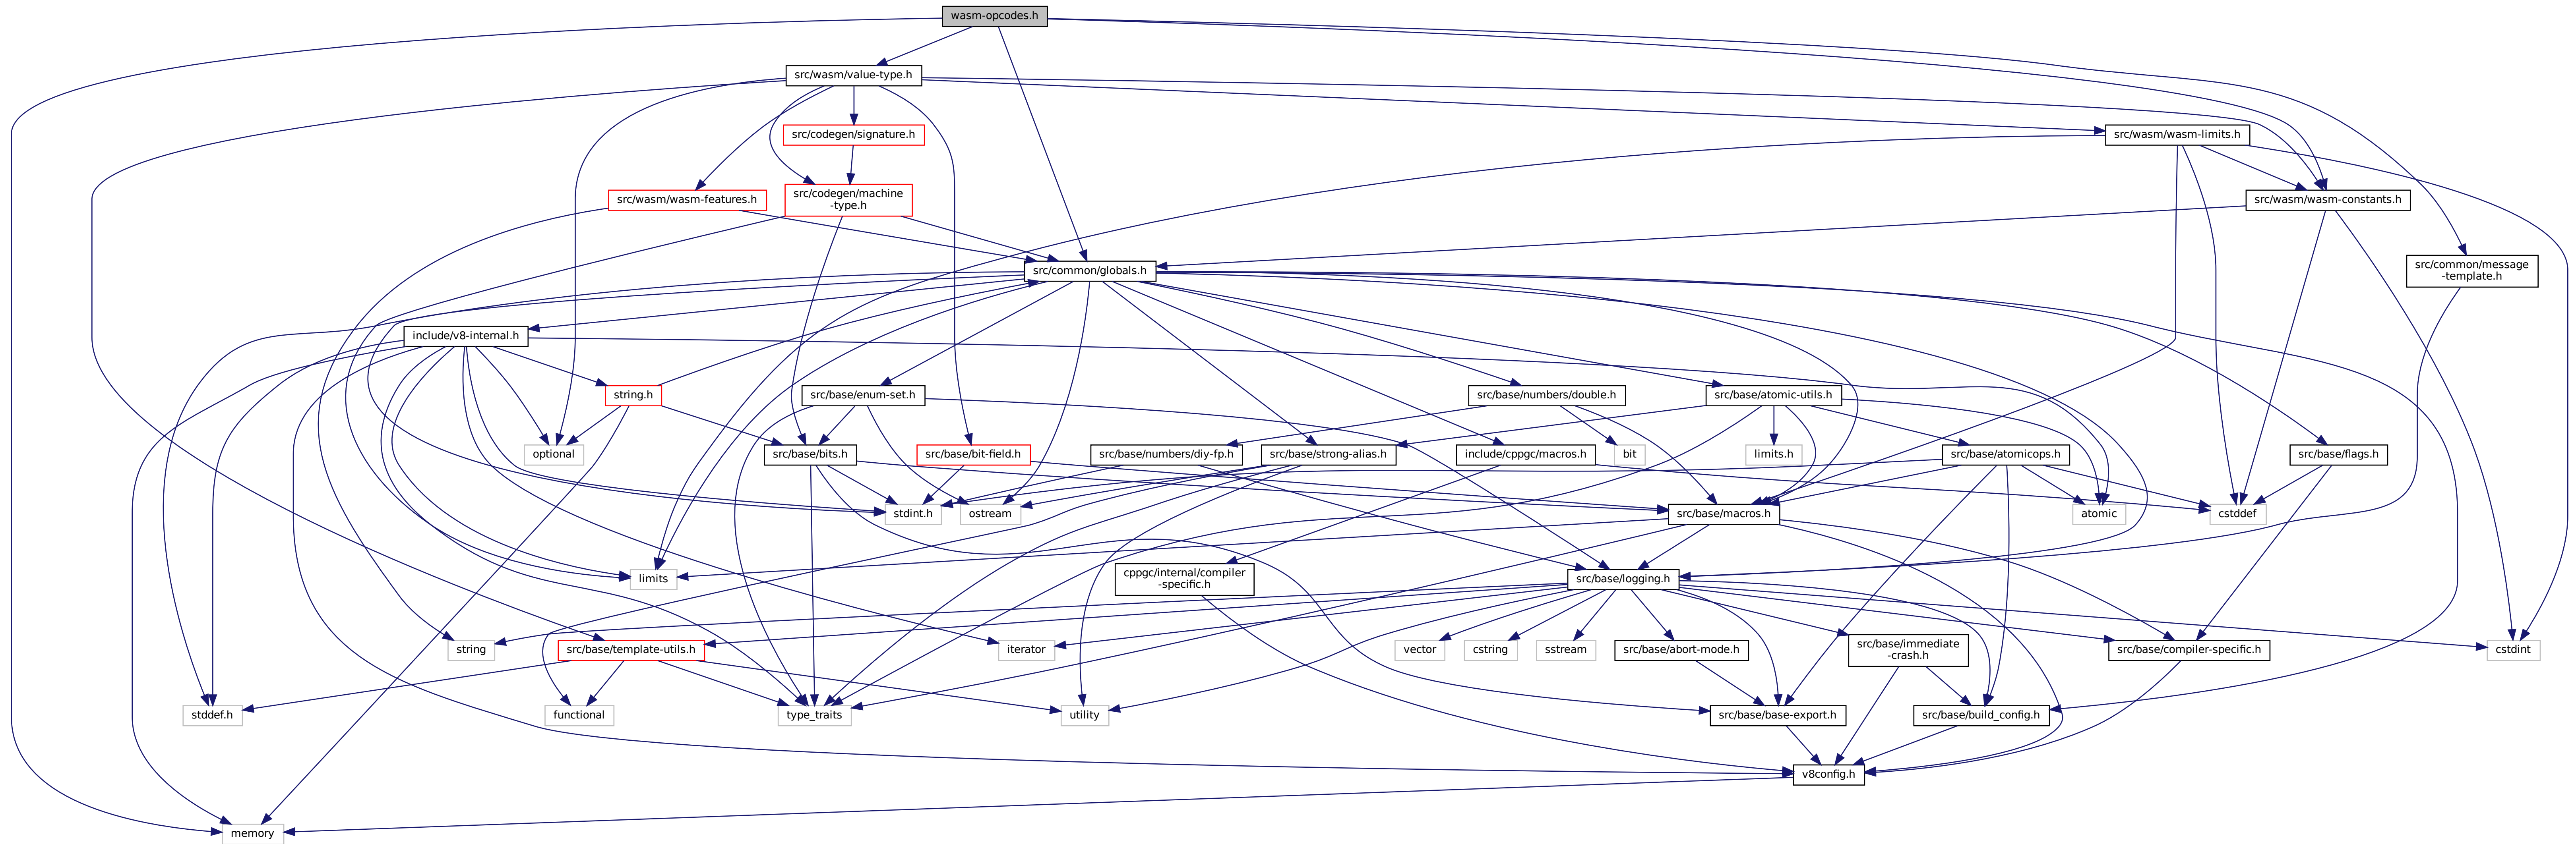 wasm-opcodes.h
src/wasm/value-type.h
src/codegen/signature.h
src/wasm/wasm-limits.h
src/wasm/wasm-features.h
src/codegen/machine
-type.h
src/wasm/wasm-constants.h
src/common/globals.h
src/common/message
-template.h
include/v8-internal.h
string.h
src/base/enum-set.h
src/base/numbers/double.h
src/base/atomic-utils.h
optional
src/base/bits.h
src/base/bit-field.h
src/base/numbers/diy-fp.h
src/base/strong-alias.h
include/cppgc/macros.h
bit
limits.h
src/base/atomicops.h
src/base/flags.h
stdint.h
ostream
src/base/macros.h
atomic
cstddef
limits
cppgc/internal/compiler
-specific.h
src/base/logging.h
string
src/base/template-utils.h
iterator
vector
cstring
sstream
src/base/abort-mode.h
src/base/immediate
-crash.h
src/base/compiler-specific.h
cstdint
stddef.h
functional
type_traits
utility
src/base/base-export.h
src/base/build_config.h
v8config.h
memory